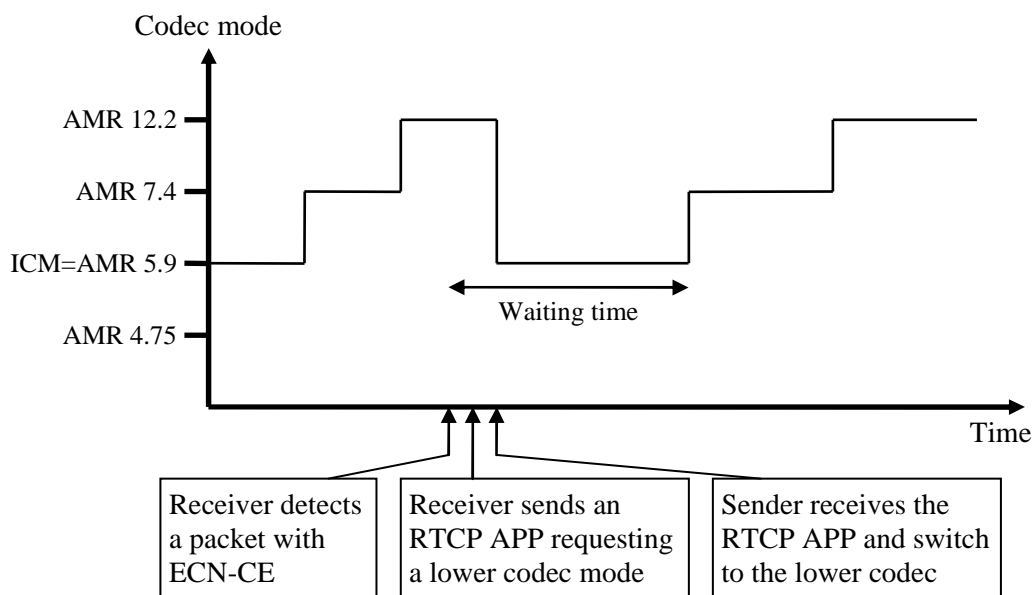 Codec mode
AMR 12.2
AMR 7.4
ICM=AMR 5.9
Waiting time
AMR 4.75
Time
Receiver detects
a packet with
ECN-CE
Receiver sends an
RTCP APP requesting
a lower codec mode
Sender receives the
RTCP APP and switch
to the lower codec